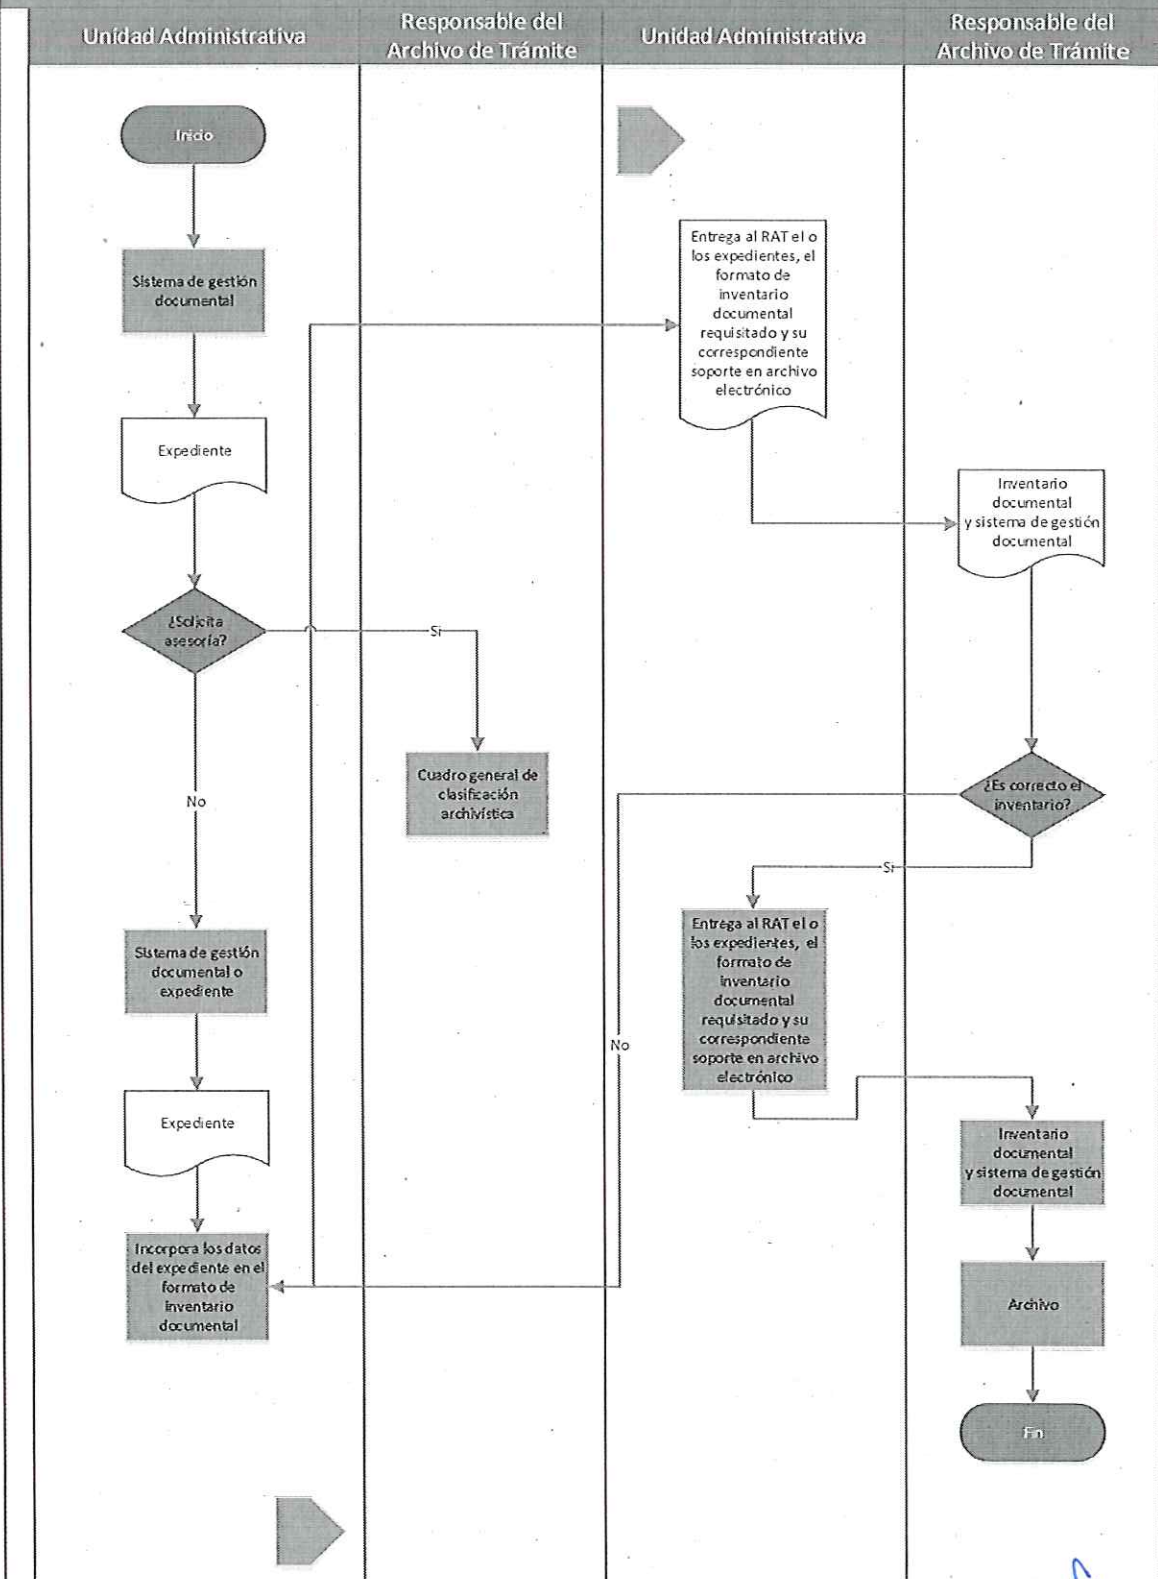 Unidad Administrativa
Responsable del
Archivo de Trámite
Unidad Administrativa
Responsable del
Archivo de Trámite
Inicio
Sistema de gestión
documental
Expediente
¿Solicita
asesoría?
Si
No
Cuadro general de
clasificación
archivística
Sistema de gestión
documental o
expediente
Expediente
Incorpora los datos
del expediente en el
formato de
inventario
documental
Entrega al RAT el o
los expedientes, el
formato de
inventario
documental
requisitado y su
correspondiente
soporte en archivo
electrónico
Inventario
documental
y sistema de gestión
documental
¿Es correcto el
inventario?
Si
No
Entrega al RAT el o
los expedientes, el
formato de
inventario
documental
requisitado y su
correspondiente
soporte en archivo
electrónico
Inventario
documental
y sistema de gestión
documental
Archivo
Fin